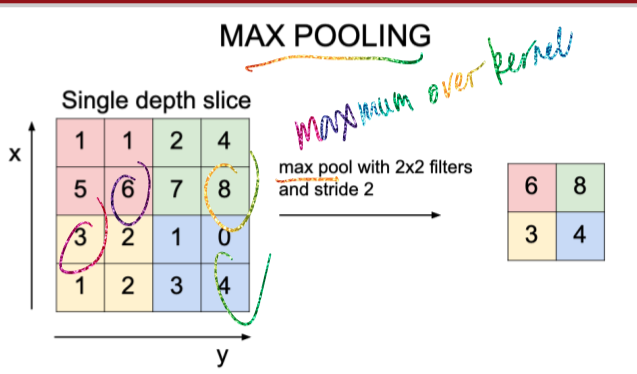 MAX POOLING
maxmum over kernel
Single depth slice
x
1 1 2 4
5 6 7 8
3 2 1 0
1 2 3 4
y
max pool with 2x2 filters
and stride 2
6 8
3 4